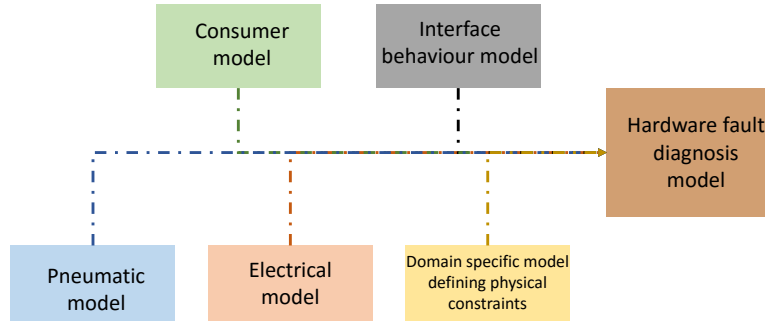 Consumer
model
Interface
behaviour model
Hardware fault
diagnosis
model
Pneumatic
model
Electrical
model
Domain specific model
defining physical
constraints